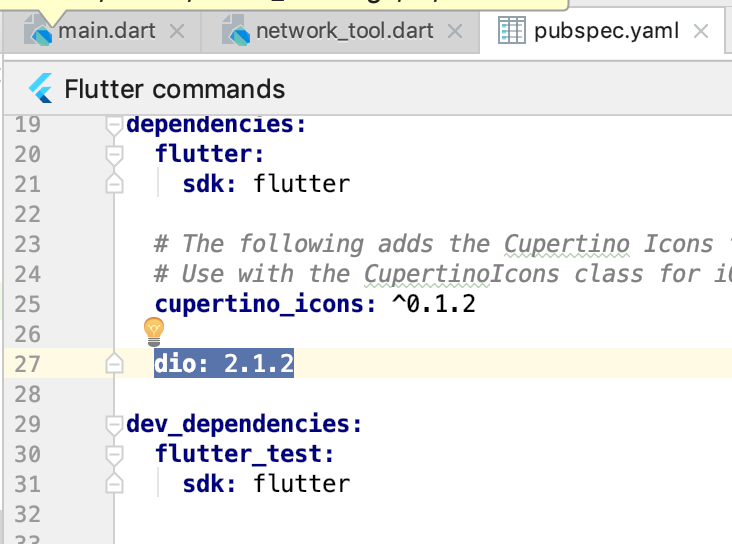 main.dart
network_tool.dart
pubspec.yaml
Flutter commands
19 dependencies:
20 flutter:
21 sdk: flutter
22
23 # The following adds the Cupertino Icons
24 # Use with the CupertinoIcons class for
25 cupertino_icons: ^0.1.2
26
27 dio: 2.1.2
28
29 dev_dependencies:
30 flutter_test:
31 sdk: flutter
32
33